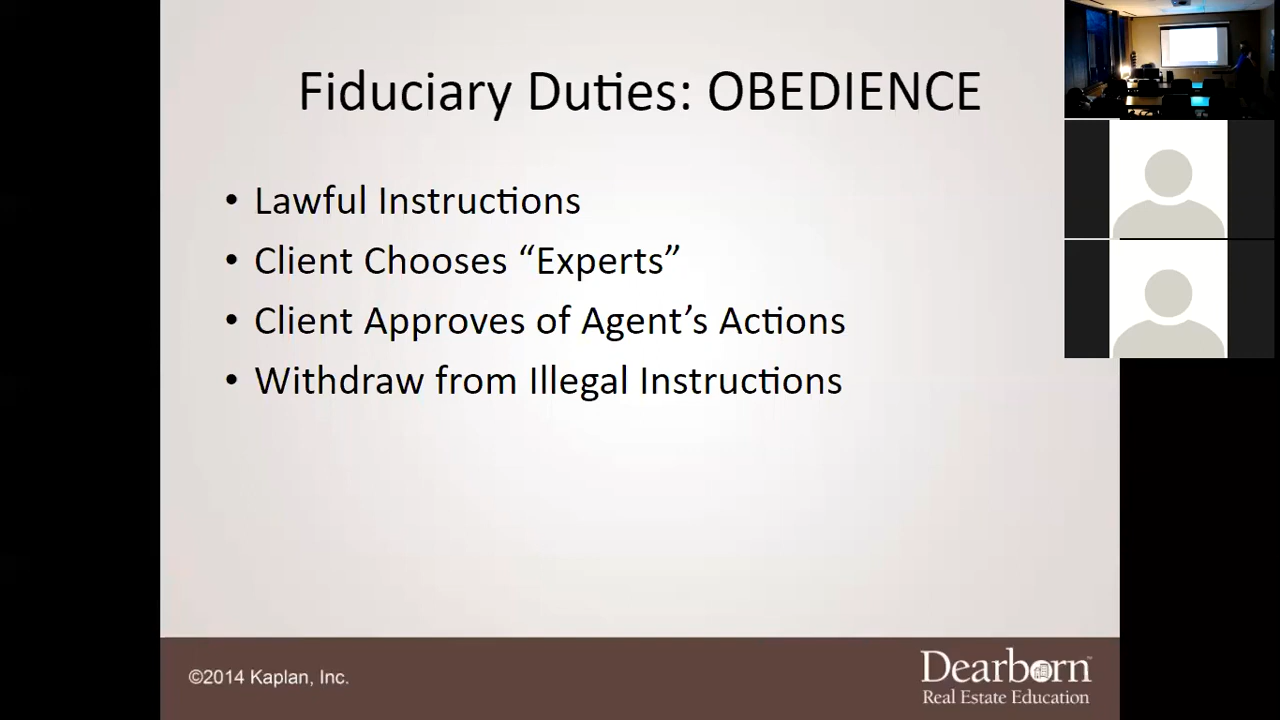 Fiduciary Duties: OBEDIENCE
• Lawful Instructions
• Client Chooses “Experts”
• Client Approves of Agent’s Actions
• Withdraw from Illegal Instructions
©2014 Kaplan, Inc.
Dearborn™
Real Estate Education